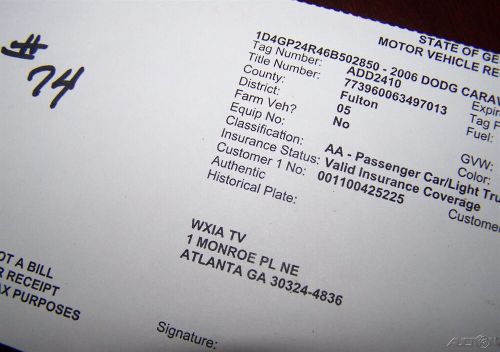 STATE OF GE
MOTOR VEHICLE RE
1D4GP24R46B502850 - 2006 DODG CARAV
Tag Number: ADD2410
Title Number: 773960063497013
County: Fulton
District: 05
Farm Veh? No
Equip No:
Classification: AA - Passenger Car/Light Tru
Insurance Status: Valid Insurance Coverage
Customer 1 No: 001100425225
Authentic
Historical Plate:
Expir
Tag F
Fuel:
GVW:
Color:
Customer
#
74
WXIA TV
1 MONROE PL NE
ATLANTA GA 30324-4836
OT A BILL
R RECEIPT
AX PURPOSES
Signature: